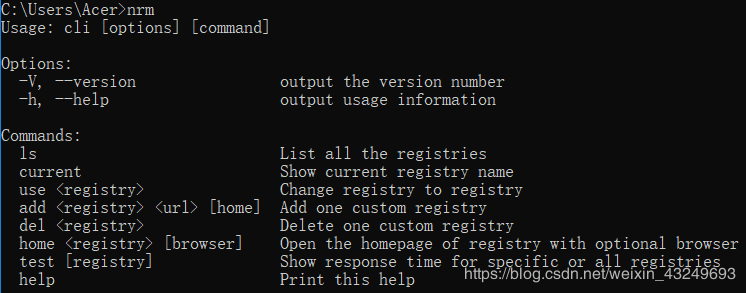 C:\Users\Acer>nrm
Usage: cli [options] [command]
Options:
-V, --version output the version number
-h, --help output usage information
Commands:
ls List all the registries
current Show current registry name
use <registry> Change registry to registry
add <registry> <url> [home] Add one custom registry
del <registry> Delete one custom registry
home <registry> [browser] Open the homepage of registry with optional browser
test [registry] Show response time for specific or all registries
help Print this help
https://blog.csdn.net/weixin_43249693